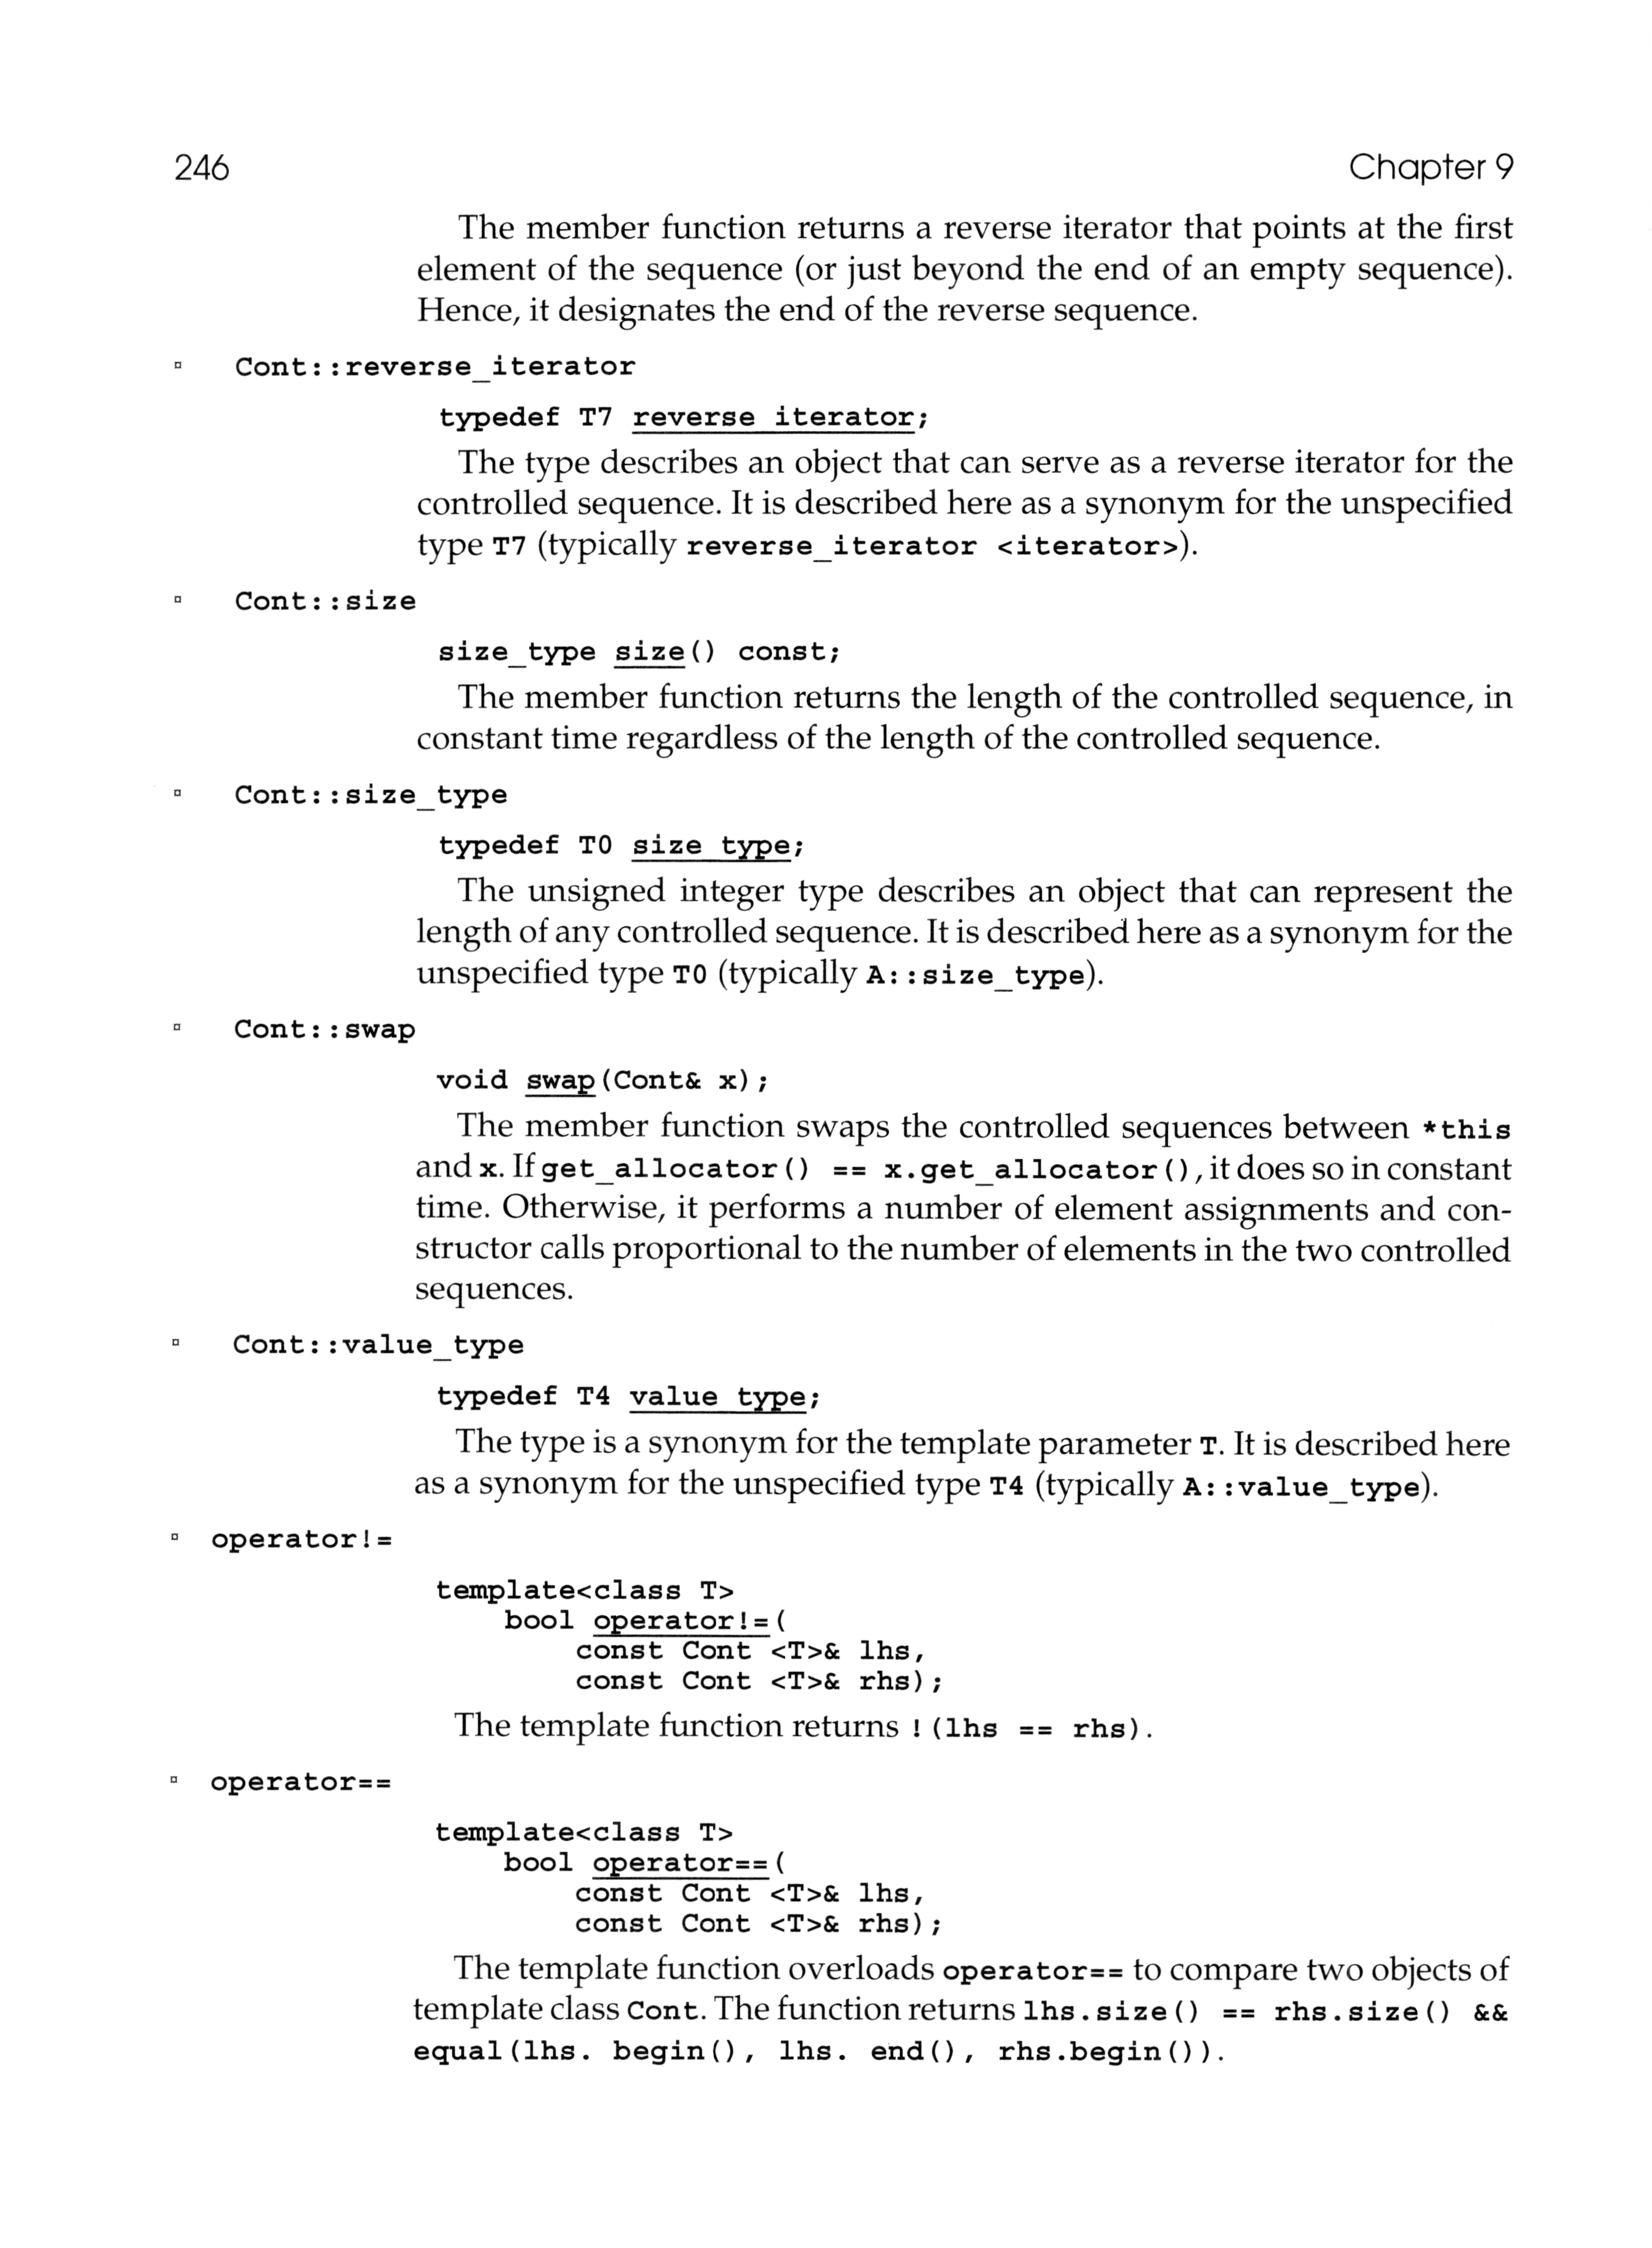 246 Chapter 9
The member function returns a reverse iterator that points at the first
element of the sequence (or just beyond the end of an empty sequence).
Hence, it designates the end of the reverse sequence.
▫ Cont::reverse_iterator
typedef T7 reverse_iterator;
The type describes an object that can serve as a reverse iterator for the
controlled sequence. It is described here as a synonym for the unspecified
type T7 (typically reverse_iterator <iterator>).
▫ Cont::size
size_type size() const;
The member function returns the length of the controlled sequence, in
constant time regardless of the length of the controlled sequence.
▫ Cont::size_type
typedef T0 size_type;
The unsigned integer type describes an object that can represent the
length of any controlled sequence. It is described here as a synonym for the
unspecified type T0 (typically A::size_type).
▫ Cont::swap
void swap(Cont& x);
The member function swaps the controlled sequences between *this
and x. If get_allocator() == x.get_allocator(), it does so in constant
time. Otherwise, it performs a number of element assignments and con-
structor calls proportional to the number of elements in the two controlled
sequences.
▫ Cont::value_type
typedef T4 value_type;
The type is a synonym for the template parameter T. It is described here
as a synonym for the unspecified type T4 (typically A::value_type).
▫ operator!=
template<class T>
bool operator!=(
const Cont <T>& lhs,
const Cont <T>& rhs);
The template function returns !(lhs == rhs).
▫ operator==
template<class T>
bool operator==(
const Cont <T>& lhs,
const Cont <T>& rhs);
The template function overloads operator== to compare two objects of
template class Cont. The function returns lhs.size() == rhs.size() &&
equal(lhs. begin(), lhs. end(), rhs.begin()).